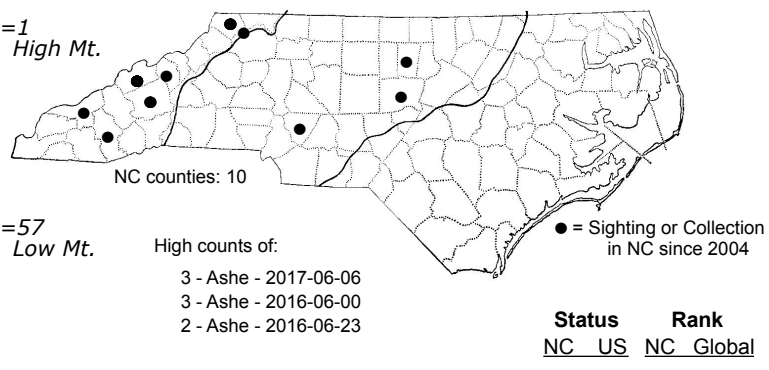 =1
High Mt.
NC counties: 10
=57
Low Mt.
High counts of:
3 - Ashe - 2017-06-06
3 - Ashe - 2016-06-00
2 - Ashe - 2016-06-23
● = Sighting or Collection
in NC since 2004
Status Rank
NC US NC Global